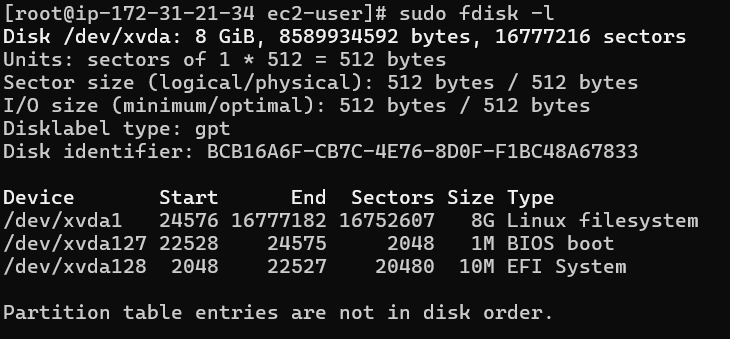 [root@ip-172-31-21-34 ec2-user]# sudo fdisk -l
Disk /dev/xvda: 8 GiB, 8589934592 bytes, 16777216 sectors
Units: sectors of 1 * 512 = 512 bytes
Sector size (logical/physical): 512 bytes / 512 bytes
I/O size (minimum/optimal): 512 bytes / 512 bytes
Disklabel type: gpt
Disk identifier: BCB16A6F-CB7C-4E76-8D0F-F1BC48A67833

Device       Start      End  Sectors Size Type
/dev/xvda1   24576 16777182 16752607   8G Linux filesystem
/dev/xvda127 22528    24575     2048   1M BIOS boot
/dev/xvda128  2048    22527    20480  10M EFI System

Partition table entries are not in disk order.